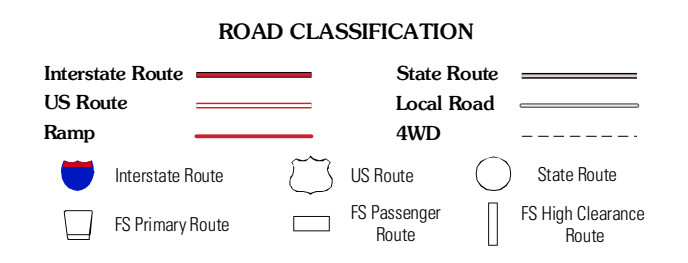 ROAD CLASSIFICATION
Interstate Route
State Route
US Route
Local Road
Ramp
4WD
Interstate Route
US Route
State Route
FS Primary Route
FS Passenger
Route
FS High Clearance
Route